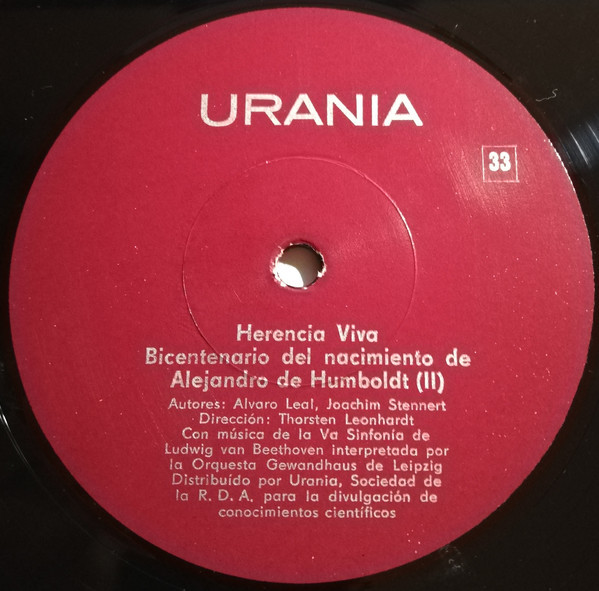 URANIA
33
Herencia Viva
Bicentenario del nacimiento de
Alejandro de Humboldt (II)
Autores: Alvaro Leal, Joachim Stennert
Dirección: Thorsten Leonhardt
Con música de la Va Sinfonía de
Ludwig van Beethoven interpretada por
la Orquesta Gewandhaus de Leipzig
Distribuído por Urania, Sociedad de
la R. D. A. para la divulgación de
conocimientos científicos